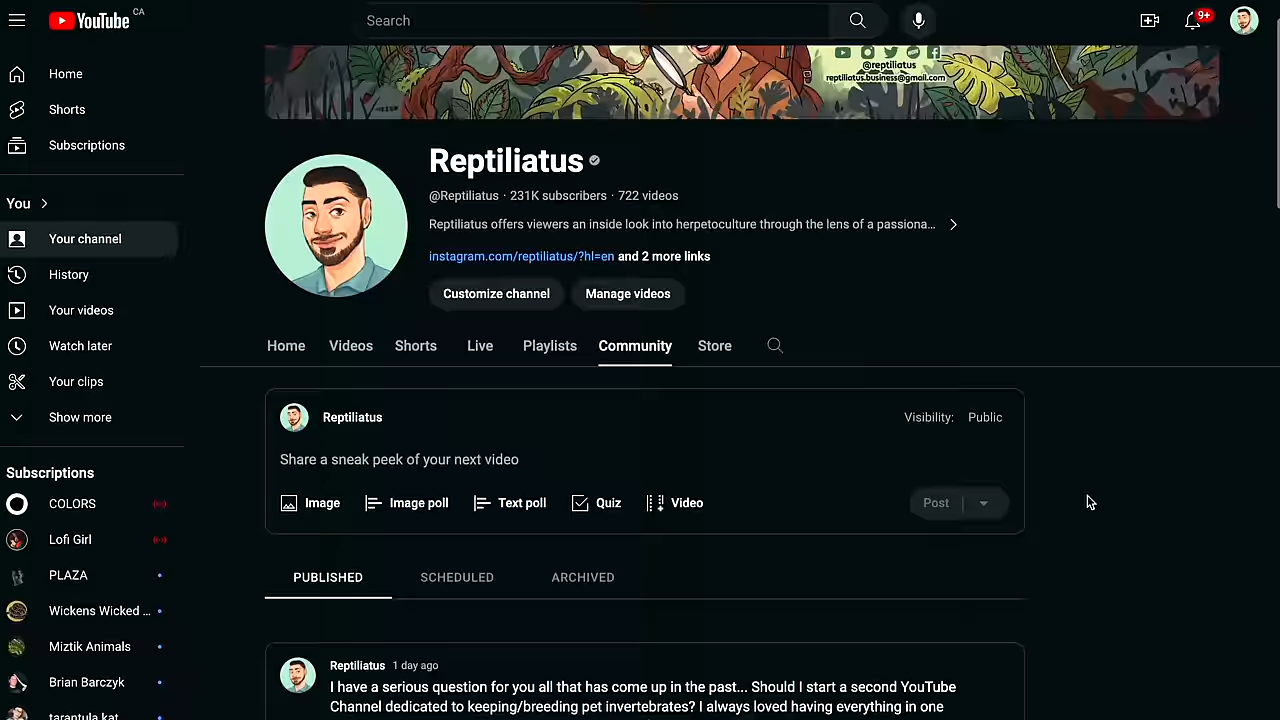 YouTube CA
Search
9+
Home
Shorts
Subscriptions
You
Your channel
History
Your videos
Watch later
Your clips
Show more
Subscriptions
COLORS
Lofi Girl
PLAZA
Wickens Wicked ...
Miztik Animals
Brian Barczyk
tarantula kat
@reptiliatus
reptiliatus.business@gmail.com
Reptiliatus
@Reptiliatus · 231K subscribers · 722 videos
Reptiliatus offers viewers an inside look into herpetoculture through the lens of a passiona...
instagram.com/reptiliatus/?hl=en and 2 more links
Customize channel Manage videos
Home Videos Shorts Live Playlists Community Store
Reptiliatus Visibility: Public
Share a sneak peek of your next video
Image Image poll Text poll Quiz Video Post
PUBLISHED SCHEDULED ARCHIVED
Reptiliatus 1 day ago
I have a serious question for you all that has come up in the past... Should I start a second YouTube
Channel dedicated to keeping/breeding pet invertebrates? I always loved having everything in one